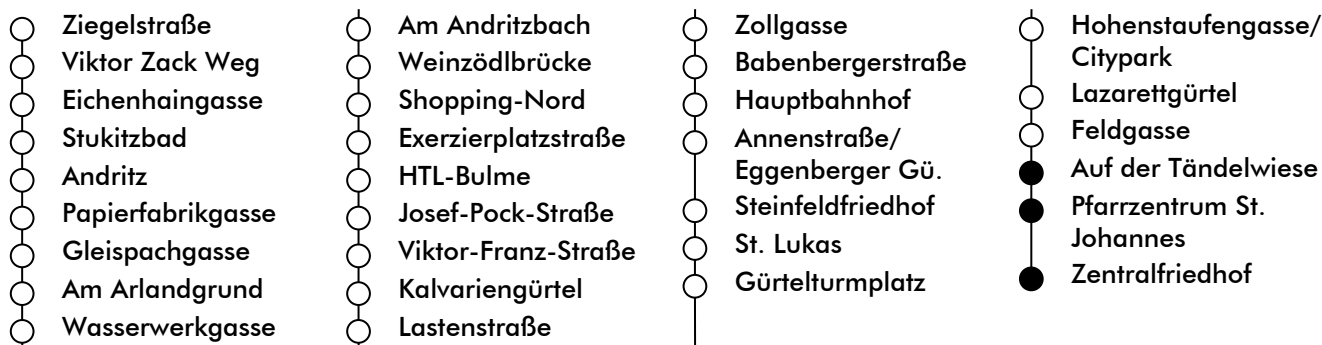 Ziegelstraße
Viktor Zack Weg
Eichenhaingasse
Stukitzbad
Andritz
Papierfabrikgasse
Gleispachgasse
Am Arlandgrund
Wasserwerkgasse
Am Andritzbach
Weinzödlbrücke
Shopping-Nord
Exerzierplatzstraße
HTL-Bulme
Josef-Pock-Straße
Viktor-Franz-Straße
Kalvariengürtel
Lastenstraße
Zollgasse
Babenbergerstraße
Hauptbahnhof
Annenstraße/
Eggenberger Gü.
Steinfeldfriedhof
St. Lukas
Gürtelturmplatz
Hohenstaufengasse/
Citypark
Lazarettgürtel
Feldgasse
Auf der Tändelwiese
Pfarrzentrum St.
Johannes
Zentralfriedhof